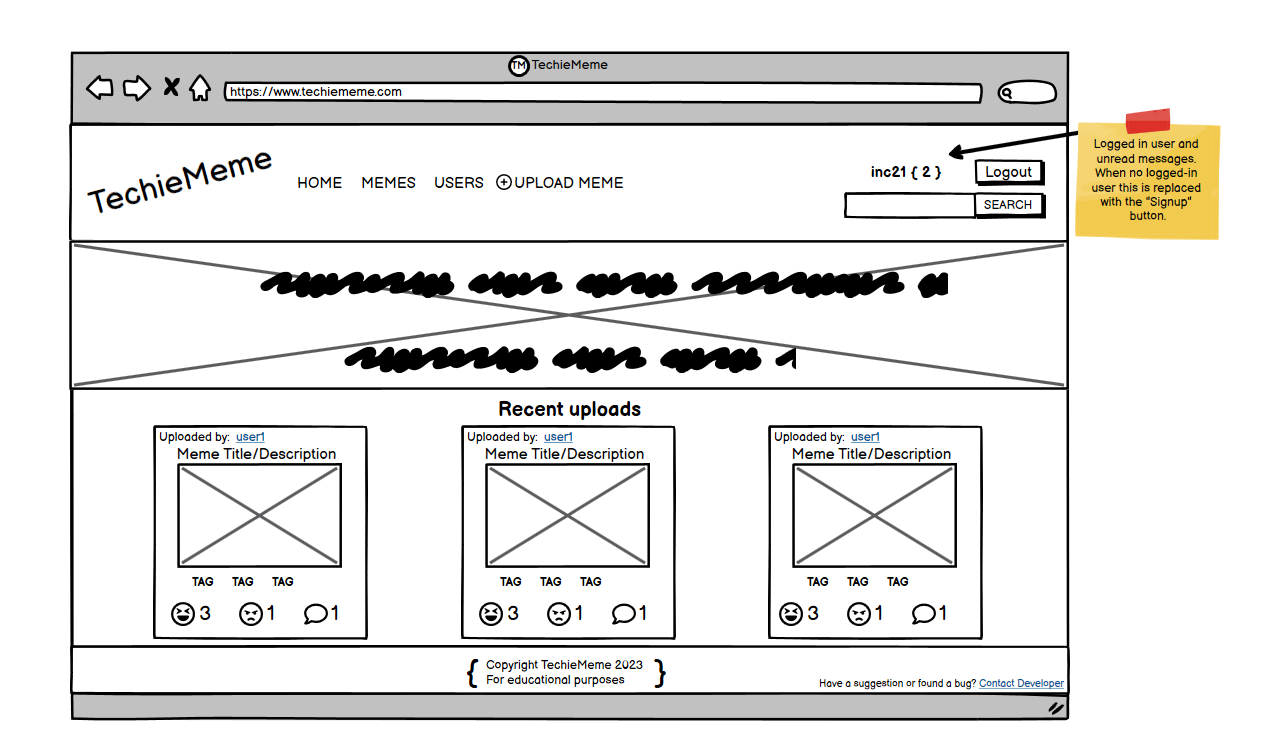 TM TechieMeme
https://www.techiememe.com
TechieMeme
HOME MEMES USERS UPLOAD MEME
inc21 { 2 }
Logout
SEARCH
Logged in user and
unread messages.
When no logged-in
user this is replaced
with the "Signup"
button.
Recent uploads
Uploaded by: user1
Meme Title/Description
TAG TAG TAG
3 1 1
Uploaded by: user1
Meme Title/Description
TAG TAG TAG
3 1 1
Uploaded by: user1
Meme Title/Description
TAG TAG TAG
3 1 1
{ Copyright TechieMeme 2023
For educational purposes }
Have a suggestion or found a bug? Contact Developer